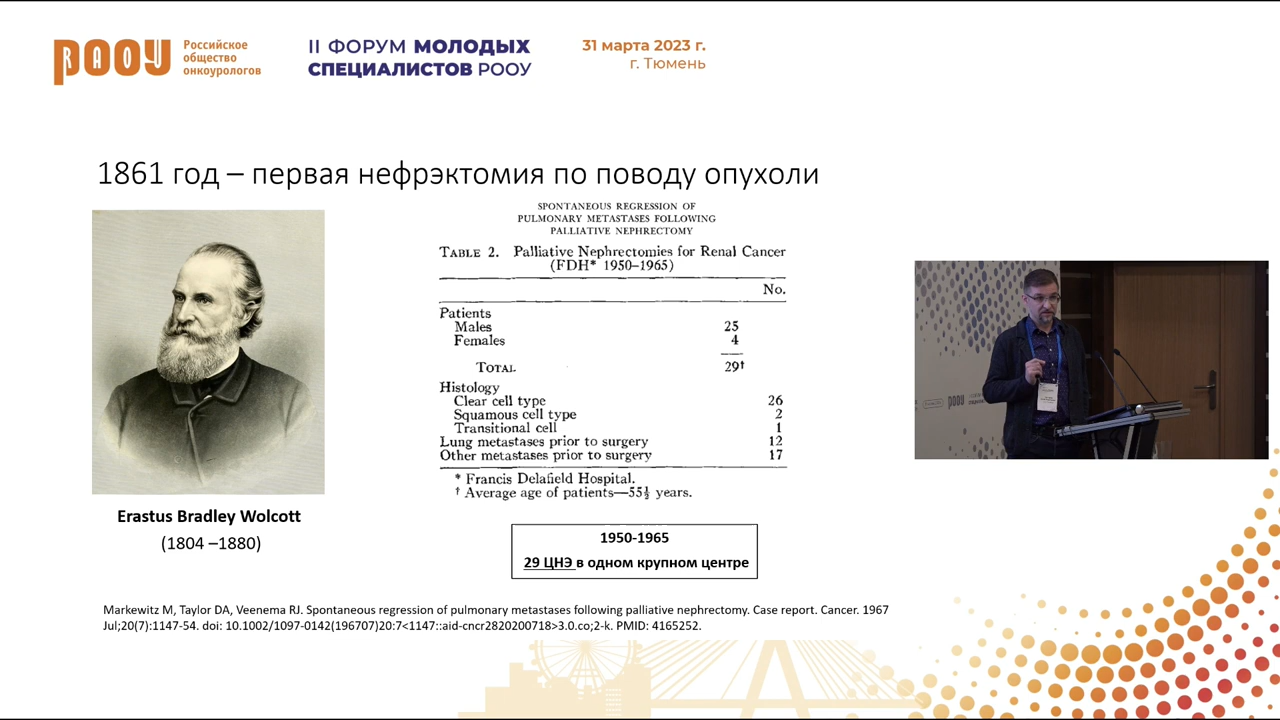 РООУ
RAOU
Российское
общество
онкоурологов
II ФОРУМ МОЛОДЫХ
СПЕЦИАЛИСТОВ РООУ
31 марта 2023 г.
г. Тюмень
1861 год – первая нефрэктомия по поводу опухоли
SPONTANEOUS REGRESSION OF
PULMONARY METASTASES FOLLOWING
PALLIATIVE NEPHRECTOMY
TABLE 2. Palliative Nephrectomies for Renal Cancer
(FDH* 1950–1965)
No.
Patients
Males 25
Females 4
TOTAL 29†
Histology
Clear cell type 26
Squamous cell type 2
Transitional cell 1
Lung metastases prior to surgery 12
Other metastases prior to surgery 17
* Francis Delafield Hospital.
† Average age of patients—55½ years.
Erastus Bradley Wolcott
(1804 –1880)
1950-1965
29 ЦНЭ в одном крупном центре
Markewitz M, Taylor DA, Veenema RJ. Spontaneous regression of pulmonary metastases following palliative nephrectomy. Case report. Cancer. 1967
Jul;20(7):1147-54. doi: 10.1002/1097-0142(196707)20:7<1147::aid-cncr2820200718>3.0.co;2-k. PMID: 4165252.
РООУ